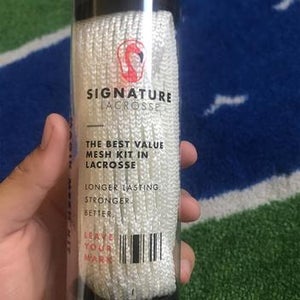 SIGNATURE
LACROSSE
THE BEST VALUE
MESH KIT IN
LACROSSE
LONGER LASTING.
STRONGER.
BETTER.
LEAVE
YOUR
MARK